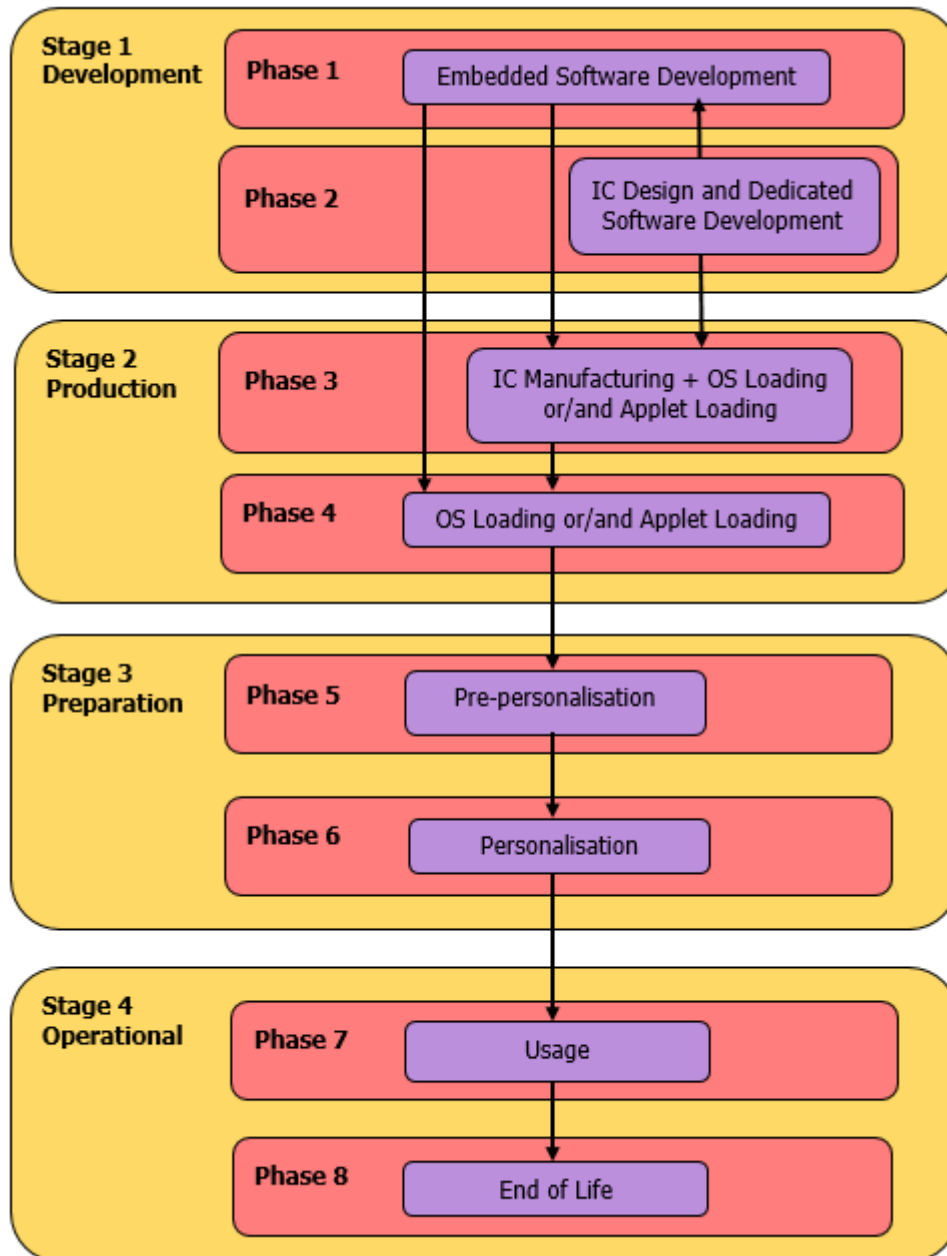 Stage 1
Development
Phase 1
Embedded Software Development
Phase 2
IC Design and Dedicated
Software Development
Stage 2
Production
Phase 3
IC Manufacturing + OS Loading
or/and Applet Loading
Phase 4
OS Loading or/and Applet Loading
Stage 3
Preparation
Phase 5
Pre-personalisation
Phase 6
Personalisation
Stage 4
Operational
Phase 7
Usage
Phase 8
End of Life